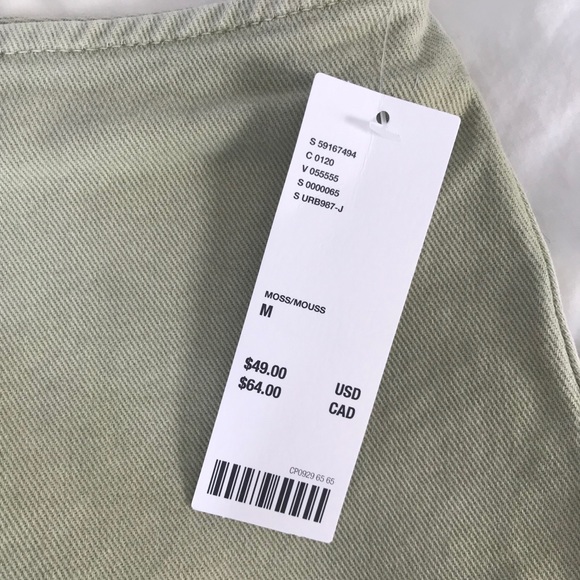 S 59167494
C 0120
V 055555
S 0000065
S URB987-J
MOSS/MOUSS
M
$49.00 USD
$64.00 CAD
CP0929 65 65